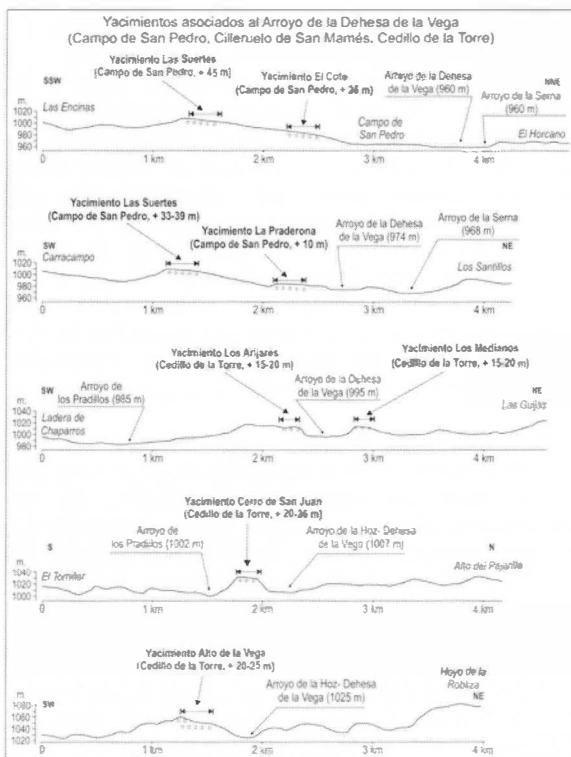 Yacimientos asociados al Arroyo de la Dehesa de la Vega
(Campo de San Pedro, Cilleruelo de San Mamés, Cedillo de la Torre)
Yacimiento Las Suertes
(Campo de San Pedro, + 45 m)
Yacimiento El Cote
(Campo de San Pedro, + 26 m)
Arroyo de la Dehesa
de la Vega (960 m)
Arroyo de la Serna
(960 m)
SSW
NNE
Las Encinas
Campo de
San Pedro
El Horcano
m.
1020
1000
980
960
0 1 km 2 km 3 km 4 km
Yacimiento Las Suertes
(Campo de San Pedro, + 33-39 m)
Yacimiento La Praderona
(Campo de San Pedro, + 10 m)
Arroyo de la Dehesa
de la Vega (974 m)
Arroyo de la Serna
(968 m)
SW
NE
Carracampo
Los Santillos
m.
1020
1000
980
960
0 1 km 2 km 3 km 4 km
Yacimiento Los Arijares
(Cedillo de la Torre, + 15-20 m)
Yacimiento Los Medianos
(Cedillo de la Torre, + 15-20 m)
Arroyo de
los Pradillos (985 m)
Arroyo de la Dehesa
de la Vega (995 m)
SW
NE
Ladera de
Chaparros
Las Guijas
m.
1040
1020
1000
980
0 1 km 2 km 3 km 4 km
Yacimiento Cerro de San Juan
(Cedillo de la Torre, + 20-26 m)
Arroyo de
los Pradillos (1002 m)
Arroyo de la Hoz- Dehesa
de la Vega (1007 m)
S
N
El Tomillar
Alto del Pajarilla
m.
1040
1020
1000
0 1 km 2 km 3 km 4 km
Yacimiento Alto de la Vega
(Cedillo de la Torre, + 20-25 m)
Arroyo de la Hoz- Dehesa
de la Vega (1025 m)
Hoyo de la
Robliza
SW
NE
m.
1080
1060
1040
1020
0 1 km 2 km 3 km 4 km